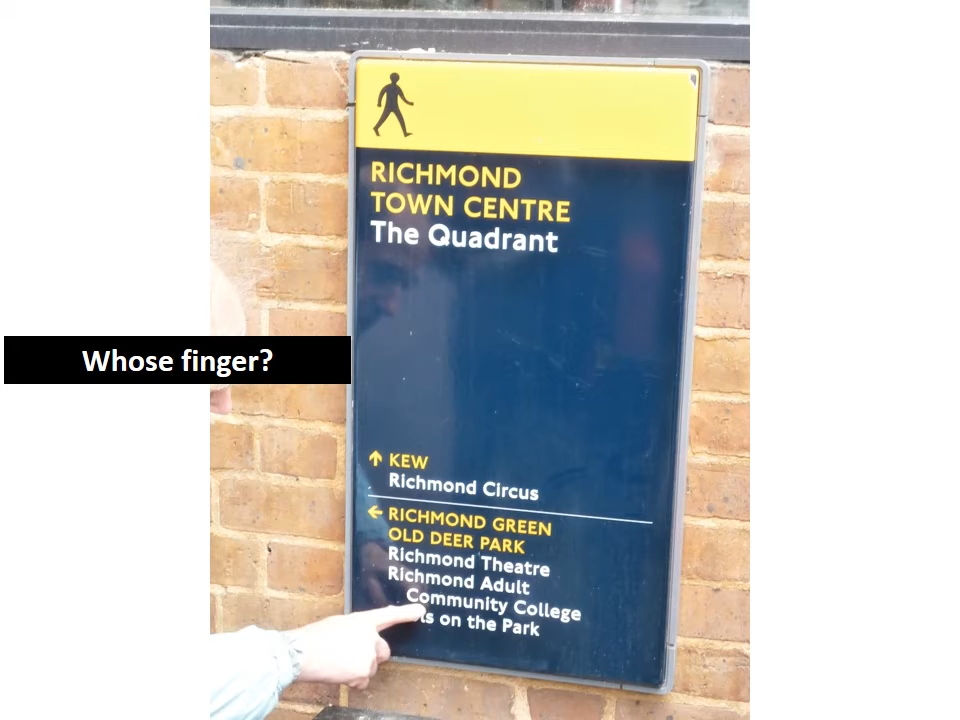 RICHMOND
TOWN CENTRE
The Quadrant
Whose finger?
↑ KEW
Richmond Circus
← RICHMOND GREEN
OLD DEER PARK
Richmond Theatre
Richmond Adult
Community College
on the Park